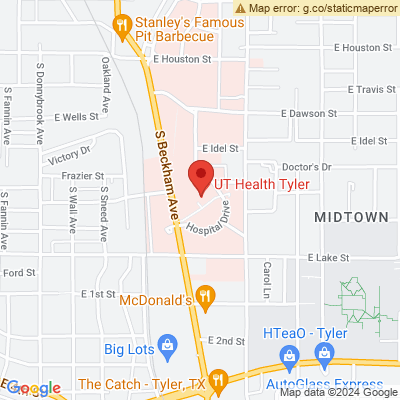 Map error: g.co/staticmaperror
Stanley's Famous
Pit Barbecue
E Houston St
E Houston St
S Fannin Ave
S Donnybrook Ave
Oakland Ave
E Travis St
E Dawson St
E Wells St
S Beckham Ave
E Idel St
E Idel St
Victory Dr
Doctor's Dr
Frazier St
UT Health Tyler
S Fannin Ave
S Wall Ave
S Sneed Ave
MIDTOWN
Hospital Drive
E Lake St
Ford St
Carol Ln
E 1st St
McDonald's
HTeaO - Tyler
E 2nd St
Big Lots
The Catch - Tyler, TX
AutoGlass Express
Google
Map data ©2024 Google